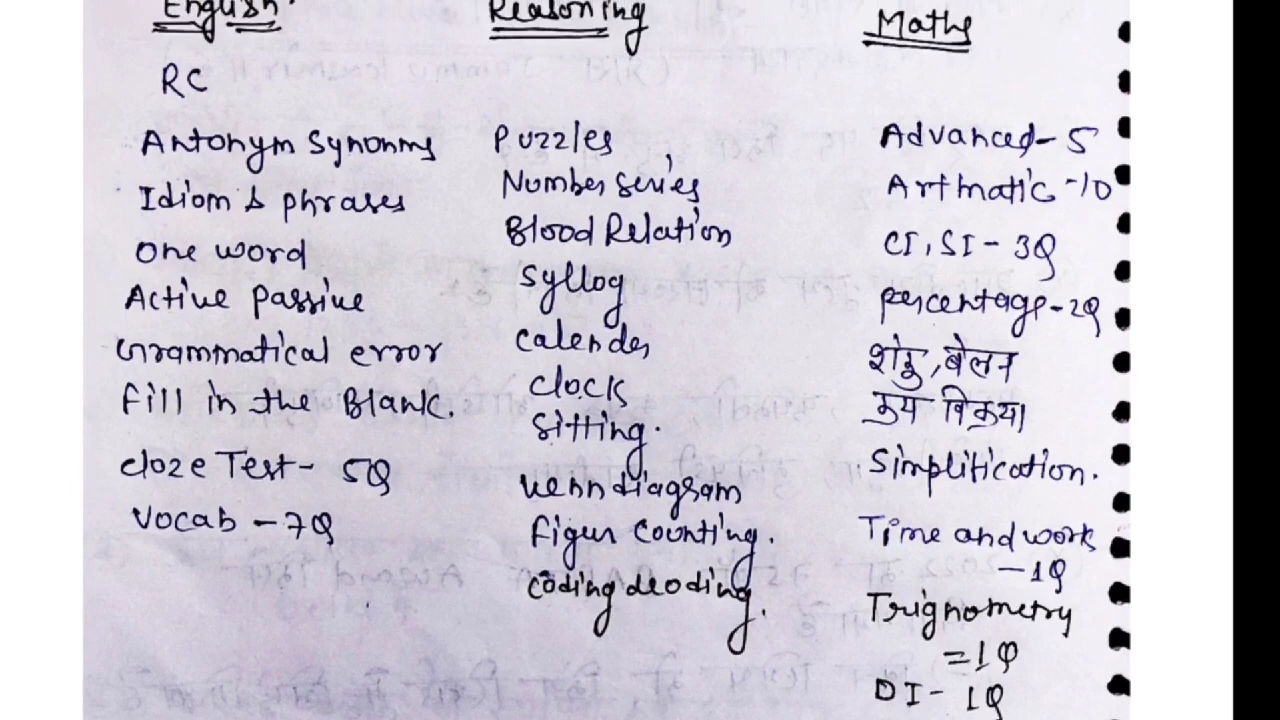 English
RC
Antonym Synonms
Idiom & phrases
one word
Active Passive
Grammatical error
Fill in the Blank.
cloze Test - 5Q
Vocab - 7Q
Reasoning
Puzzles
Number series
Blood Relation
Syllog
calender
clock
Sitting.
venn diagram
figur counting.
coding deoding.
Maths
Advanced - 5
Artmatic - 10
CI, SI - 3Q
percentage - 2Q
शंकु, बेलन
क्रय विक्रया
Simplitication.
Time and work
- 1Q
Trignometry
= 1Q
DI - 1Q